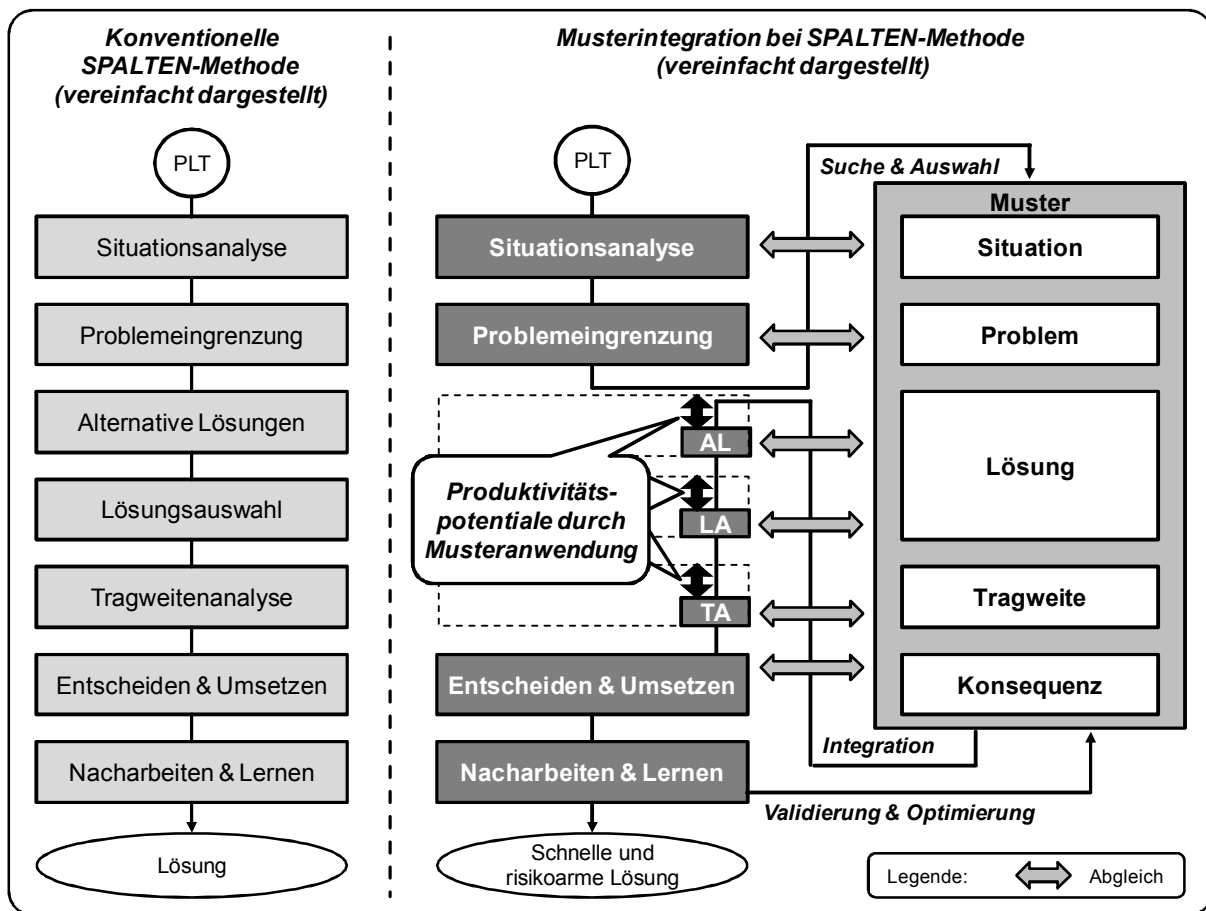 Konventionelle
SPALTEN-Methode
(vereinfacht dargestellt)
PLT
Situationsanalyse
Problemeingrenzung
Alternative Lösungen
Lösungsauswahl
Tragweitenanalyse
Entscheiden & Umsetzen
Nacharbeiten & Lernen
Lösung
Musterintegration bei SPALTEN-Methode
(vereinfacht dargestellt)
PLT
Situationsanalyse
Problemeingrenzung
AL
LA
TA
Produktivitäts-
potentiale durch
Musteranwendung
Entscheiden & Umsetzen
Nacharbeiten & Lernen
Schnelle und
risikoarme Lösung
Suche & Auswahl
Muster
Situation
Problem
Lösung
Tragweite
Konsequenz
Integration
Validierung & Optimierung
Legende: Abgleich